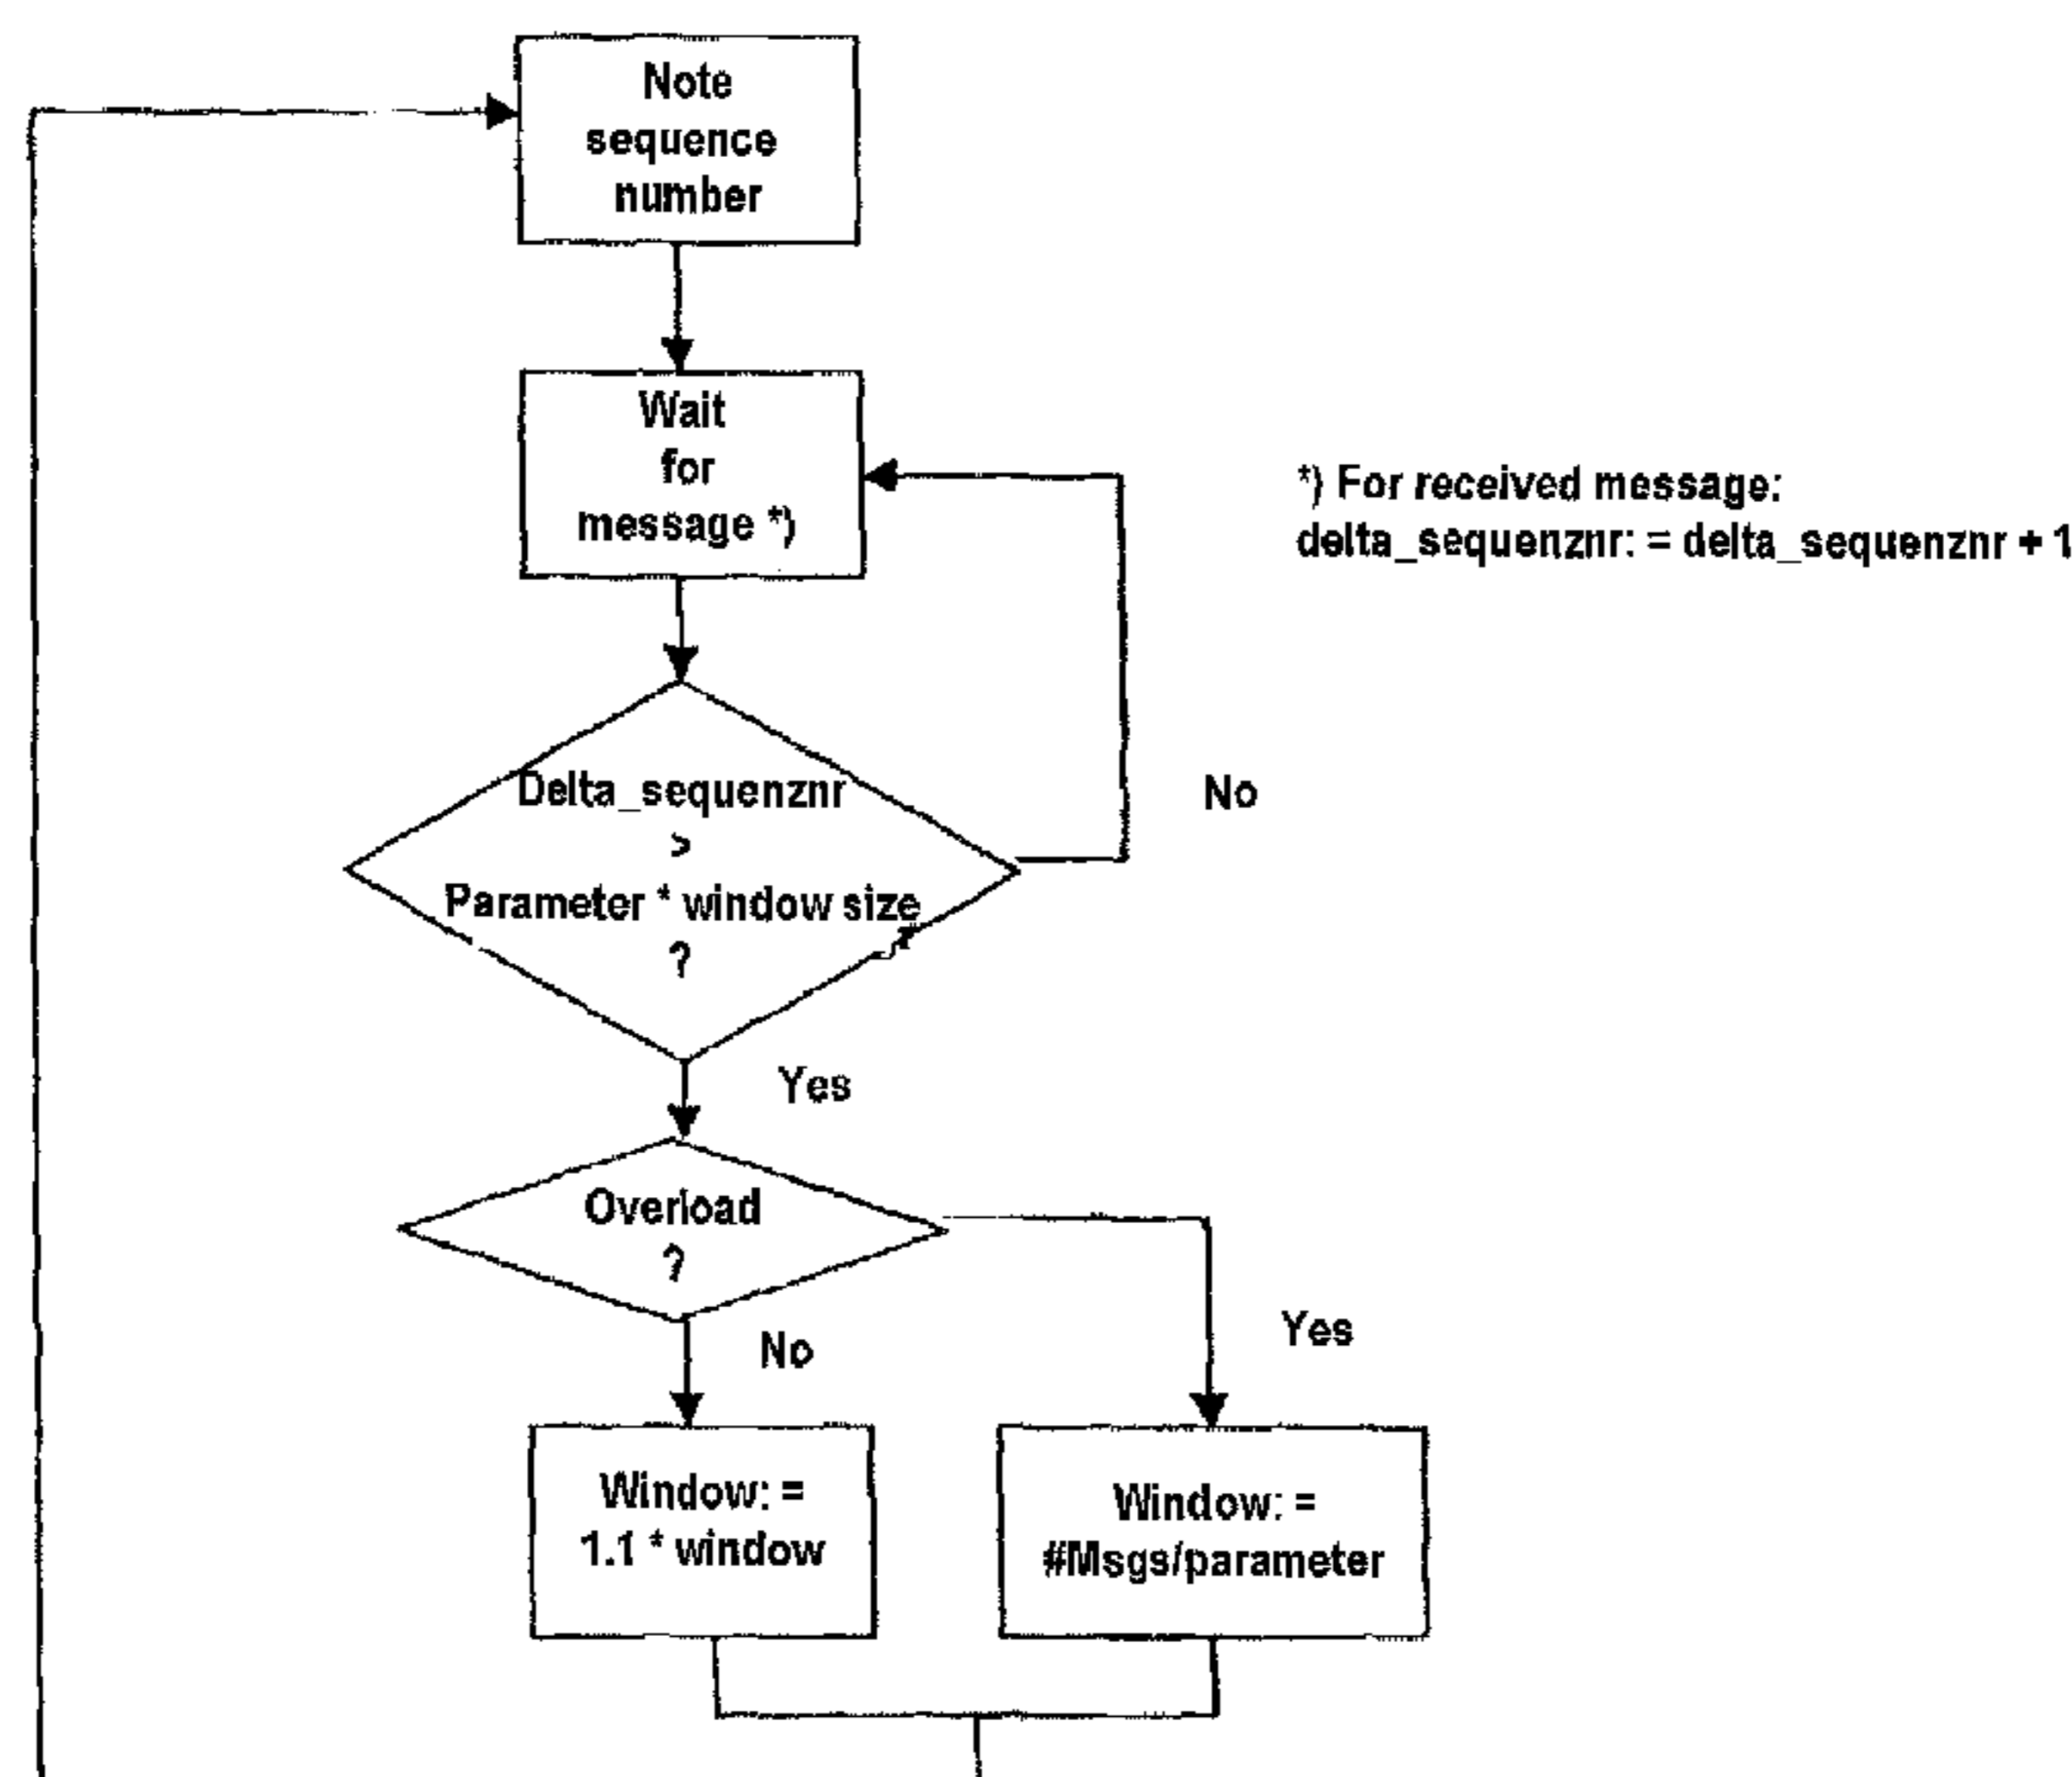 Note
sequence
number
Wait
for
message *)
*) For received message:
delta_sequenznr: = delta_sequenznr + 1
Delta_sequenznr
>
Parameter * window size
?
No
Yes
Overload
?
No
Yes
Window: =
1.1 * window
Window: =
#Msgs/parameter